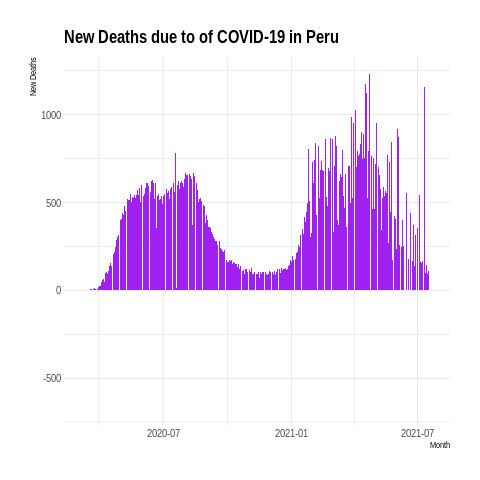 New Deaths due to of COVID-19 in Peru
New Deaths
1000
500
0
-500
2020-07
2021-01
2021-07
Month